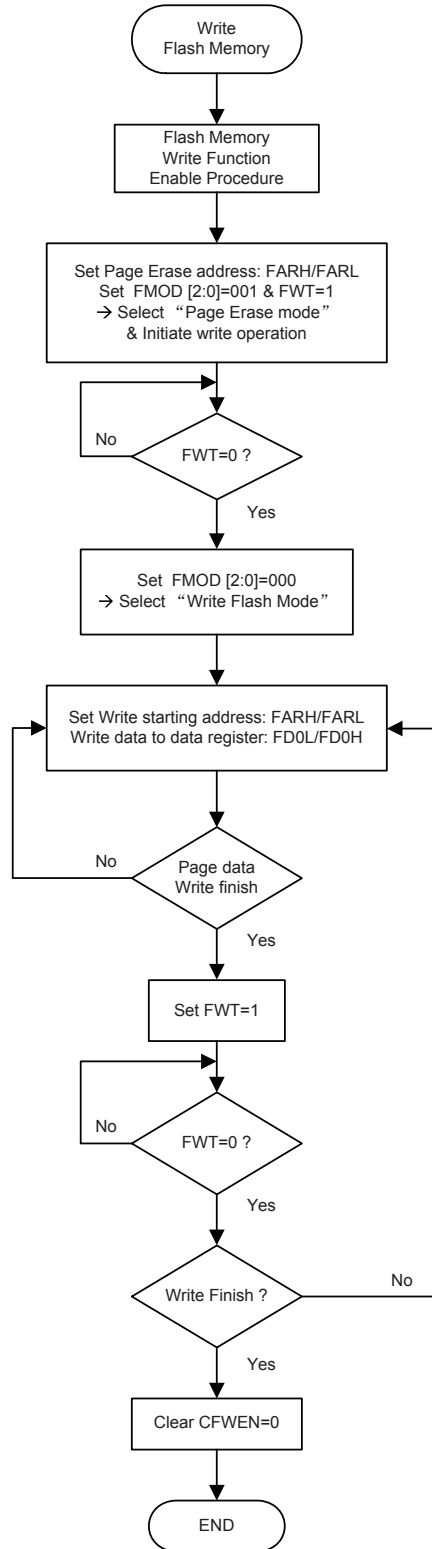 Write
Flash Memory
Flash Memory
Write Function
Enable Procedure
Set Page Erase address: FARH/FARL
Set FMOD [2:0]=001 & FWT=1
→ Select “Page Erase mode”
& Initiate write operation
No
FWT=0 ?
Yes
Set FMOD [2:0]=000
→ Select “Write Flash Mode”
Set Write starting address: FARH/FARL
Write data to data register: FD0L/FD0H
No
Page data
Write finish
Yes
Set FWT=1
No
FWT=0 ?
Yes
Write Finish ?
No
Yes
Clear CFWEN=0
END